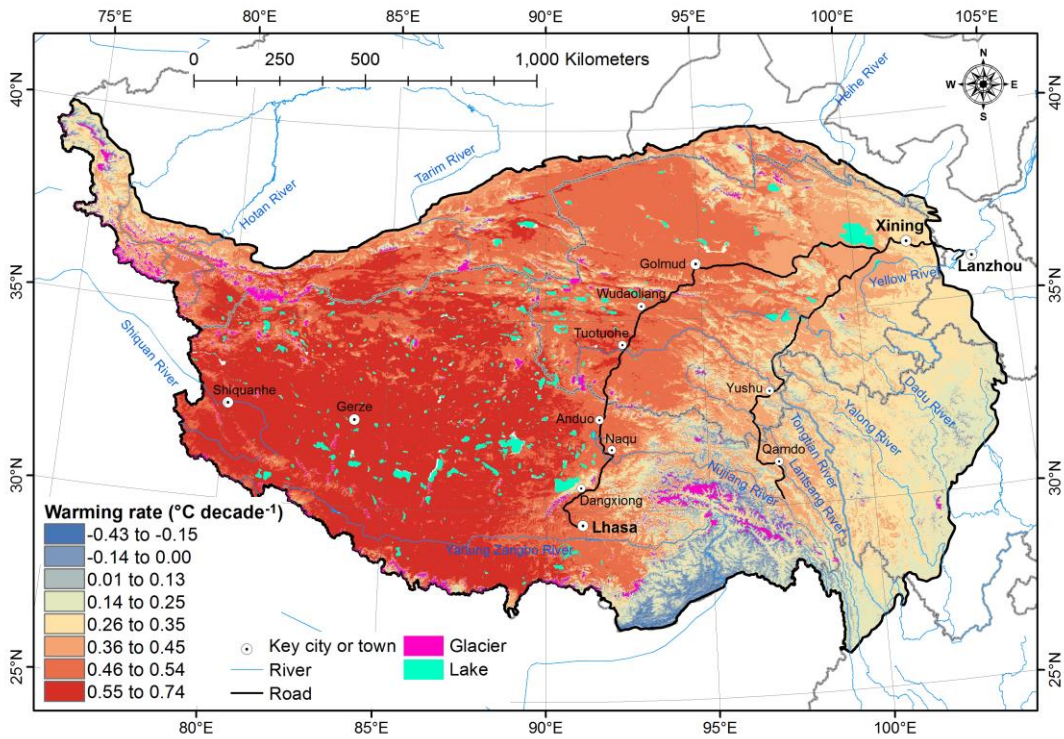 75°E 80°E 85°E 90°E 95°E 100°E 105°E
0 250 500 1,000 Kilometers
N
W E
S
40°N 40°N
Heihe River
Tarim River
Hotan River
Xining
Golmud
Lanzhou
Yellow River
35°N 35°N
Wudaoliang
Shiquan River
Tuotuohe
Shiquanhe
Gerze
Yushu
Dadu River
Yalong River
Anduo
Tongtian River
Naqu
Qamdo
Lantsang River
30°N 30°N
Nujiang River
Dangxiong
Lhasa
Yarlung Zangpo River
Warming rate (°C decade-1)
-0.43 to -0.15
-0.14 to 0.00
0.01 to 0.13
0.14 to 0.25
0.26 to 0.35
0.36 to 0.45
0.46 to 0.54
0.55 to 0.74
Key city or town
River
Road
Glacier
Lake
25°N 25°N
80°E 85°E 90°E 95°E 100°E